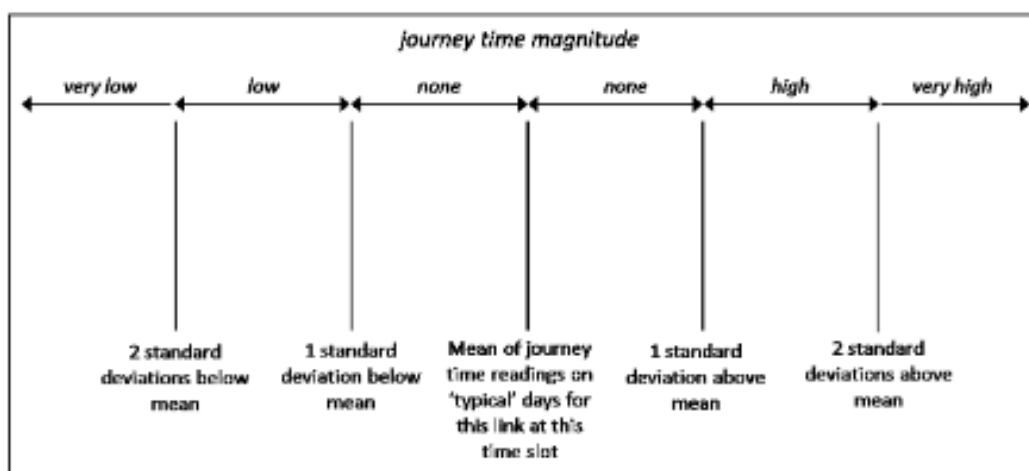 journey time magnitude
very low low none none high very high
2 standard
deviations below
mean
1 standard
deviation below
mean
Mean of journey
time readings on
'typical' days for
this link at this
time slot
1 standard
deviation above
mean
2 standard
deviations above
mean